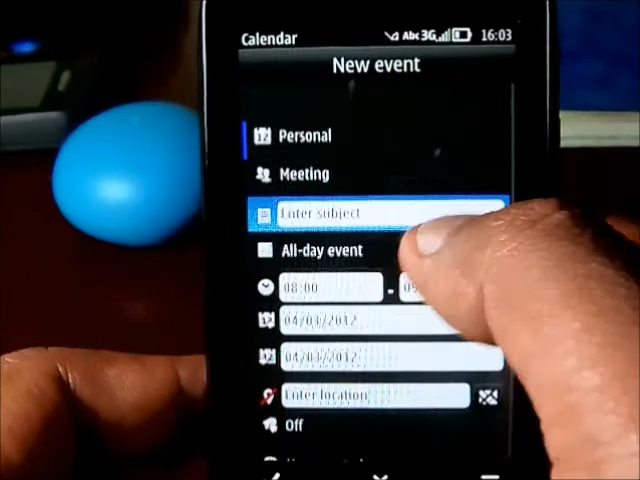 Calendar Abc 3G 16:03
New event
12 Personal
Meeting
Enter subject
All-day event
08:00 -
04/03/2012
04/03/2012
Enter location
Off